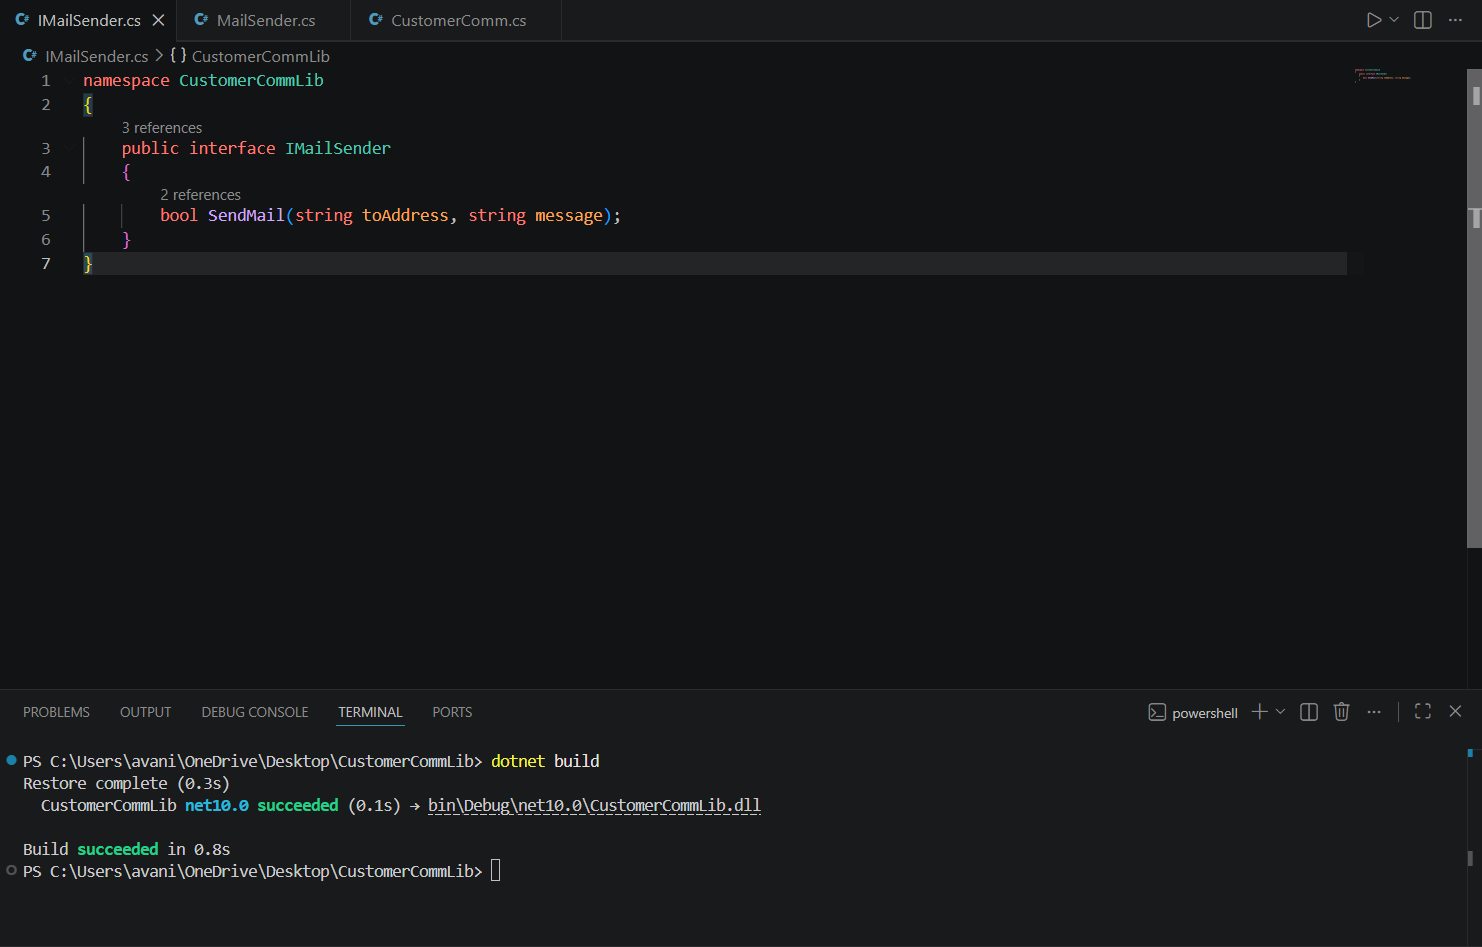 IMailSender.cs MailSender.cs CustomerComm.cs
IMailSender.cs > {} CustomerCommLib
1 namespace CustomerCommLib
2 {
3 references
3 public interface IMailSender
4 {
2 references
5 bool SendMail(string toAddress, string message);
6 }
7 }
PROBLEMS OUTPUT DEBUG CONSOLE TERMINAL PORTS powershell
PS C:\Users\avani\OneDrive\Desktop\CustomerCommLib> dotnet build
Restore complete (0.3s)
CustomerCommLib net10.0 succeeded (0.1s) → bin\Debug\net10.0\CustomerCommLib.dll
Build succeeded in 0.8s
PS C:\Users\avani\OneDrive\Desktop\CustomerCommLib>